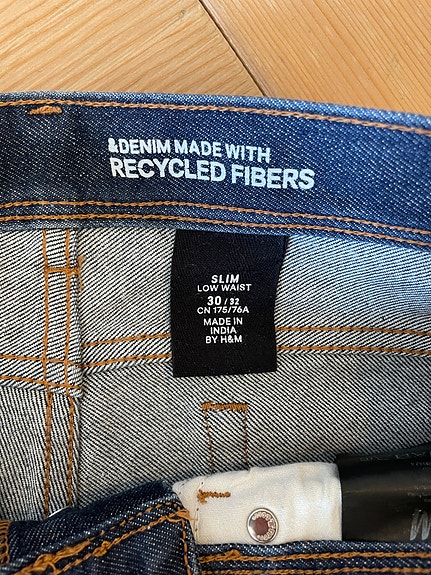 &DENIM MADE WITH
RECYCLED FIBERS
SLIM
LOW WAIST
30 / 32
CN 175/76A
MADE IN
INDIA
BY H&M